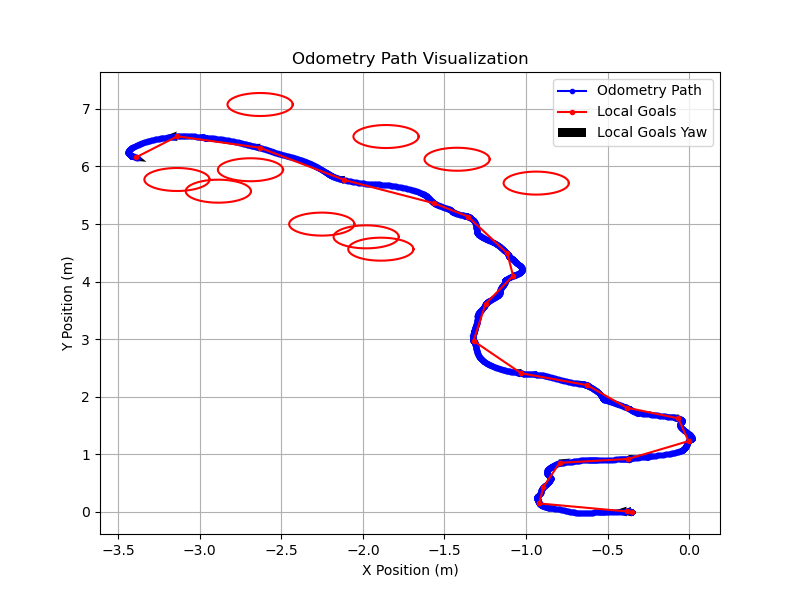 Odometry Path Visualization
Odometry Path
Local Goals
Local Goals Yaw
7
6
5
4
3
2
1
0
Y Position (m)
−3.5 −3.0 −2.5 −2.0 −1.5 −1.0 −0.5 0.0
X Position (m)